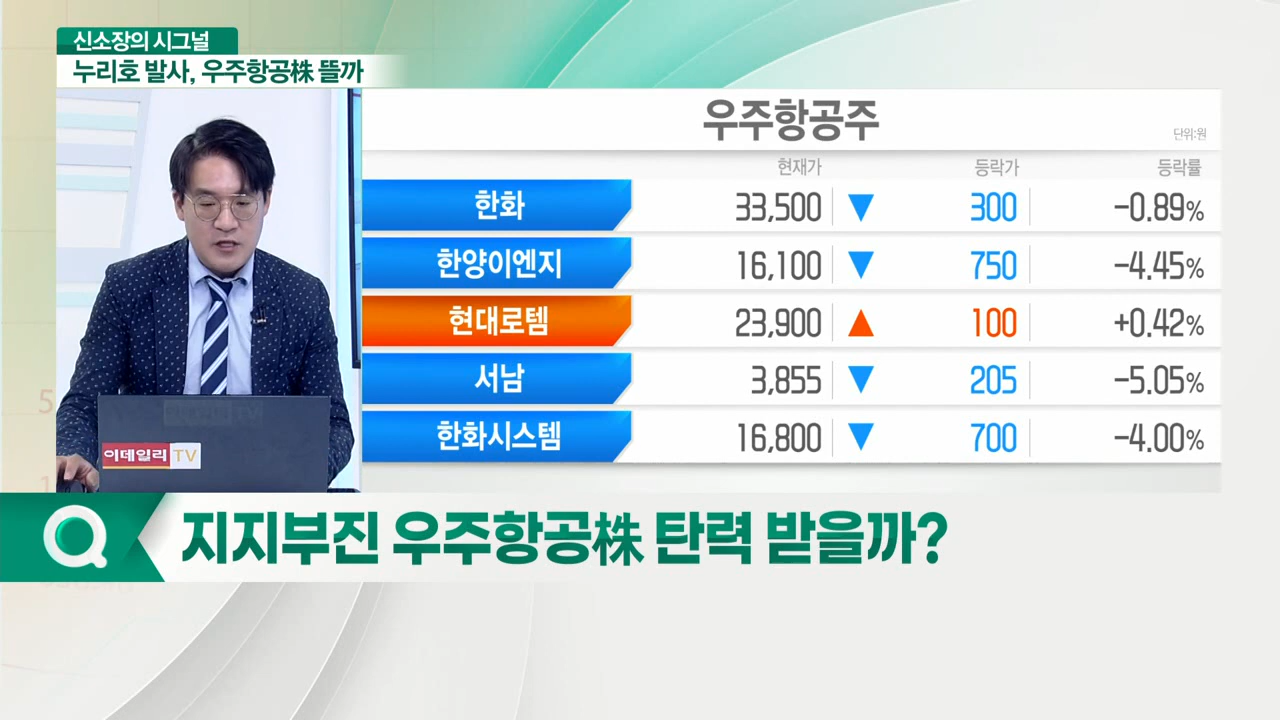 신소장의 시그널
누리호 발사, 우주항공株 뜰까
우주항공주
단위:원
현재가 등락가 등락률
한화 33,500 ▼ 300 -0.89%
한양이엔지 16,100 ▼ 750 -4.45%
현대로템 23,900 ▲ 100 +0.42%
서남 3,855 ▼ 205 -5.05%
한화시스템 16,800 ▼ 700 -4.00%
이데일리 TV
지지부진 우주항공株 탄력 받을까?